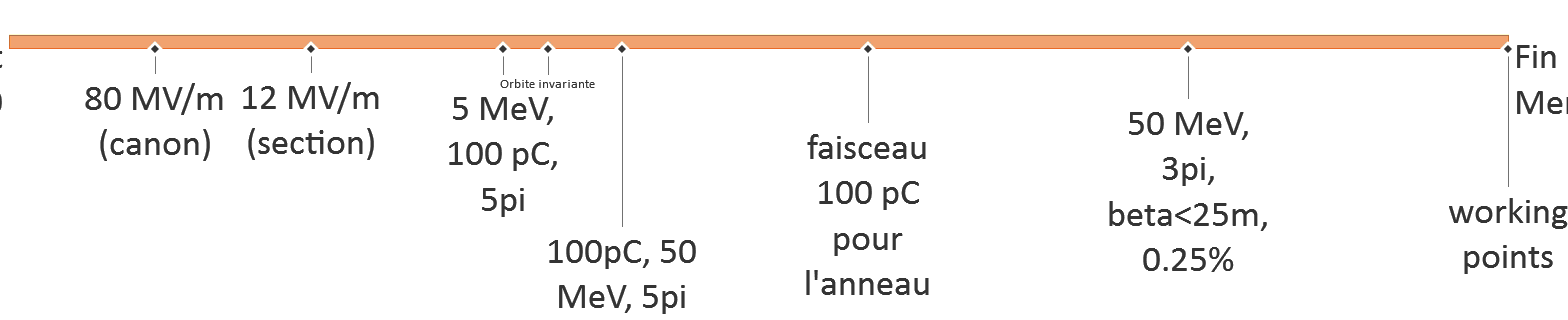 80 MV/m
(canon)
12 MV/m
(section)
Orbite invariante
5 MeV,
100 pC,
5pi
100pC, 50
MeV, 5pi
faisceau
100 pC
pour
l'anneau
50 MeV,
3pi,
beta<25m,
0.25%
working
points
Fin